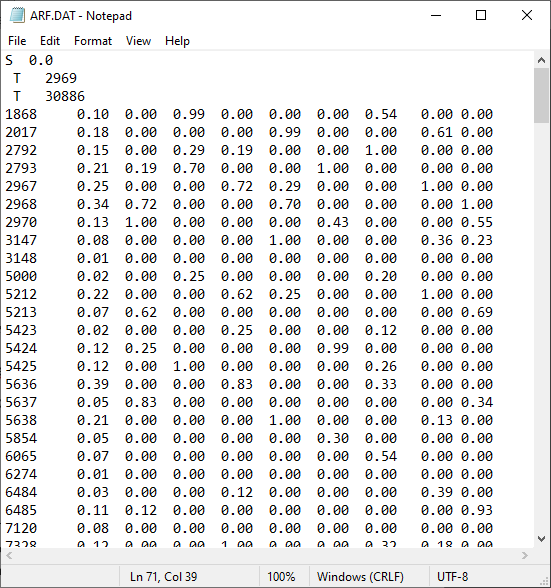 ARF.DAT - Notepad
File Edit Format View Help
S 0.0
T 2969
T 30886
1868 0.10 0.00 0.99 0.00 0.00 0.00 0.54 0.00 0.00
2017 0.18 0.00 0.00 0.00 0.99 0.00 0.00 0.61 0.00
2792 0.15 0.00 0.29 0.19 0.00 0.00 1.00 0.00 0.00
2793 0.21 0.19 0.70 0.00 0.00 1.00 0.00 0.00 0.00
2967 0.25 0.00 0.00 0.72 0.29 0.00 0.00 1.00 0.00
2968 0.34 0.72 0.00 0.00 0.70 0.00 0.00 0.00 1.00
2970 0.13 1.00 0.00 0.00 0.00 0.43 0.00 0.00 0.55
3147 0.08 0.00 0.00 0.00 1.00 0.00 0.00 0.36 0.23
3148 0.01 0.00 0.00 0.00 0.00 0.00 0.00 0.00 0.00
5000 0.02 0.00 0.25 0.00 0.00 0.00 0.20 0.00 0.00
5212 0.22 0.00 0.00 0.62 0.25 0.00 0.00 1.00 0.00
5213 0.07 0.62 0.00 0.00 0.00 0.00 0.00 0.00 0.69
5423 0.02 0.00 0.00 0.25 0.00 0.00 0.12 0.00 0.00
5424 0.12 0.25 0.00 0.00 0.00 0.99 0.00 0.00 0.00
5425 0.12 0.00 1.00 0.00 0.00 0.00 0.26 0.00 0.00
5636 0.39 0.00 0.00 0.83 0.00 0.00 0.33 0.00 0.00
5637 0.05 0.83 0.00 0.00 0.00 0.00 0.00 0.00 0.34
5638 0.21 0.00 0.00 0.00 1.00 0.00 0.00 0.13 0.00
5854 0.05 0.00 0.00 0.00 0.00 0.30 0.00 0.00 0.00
6065 0.07 0.00 0.00 0.00 0.00 0.00 0.54 0.00 0.00
6274 0.01 0.00 0.00 0.00 0.00 0.00 0.00 0.00 0.00
6484 0.03 0.00 0.00 0.12 0.00 0.00 0.00 0.39 0.00
6485 0.11 0.12 0.00 0.00 0.00 0.00 0.00 0.00 0.93
7120 0.08 0.00 0.00 0.00 0.00 0.00 0.00 0.00 0.00
7328 0.12 0.00 0.00 1.00 0.00 0.00 0.32 0.18 0.00
Ln 71, Col 39 100% Windows (CRLF) UTF-8